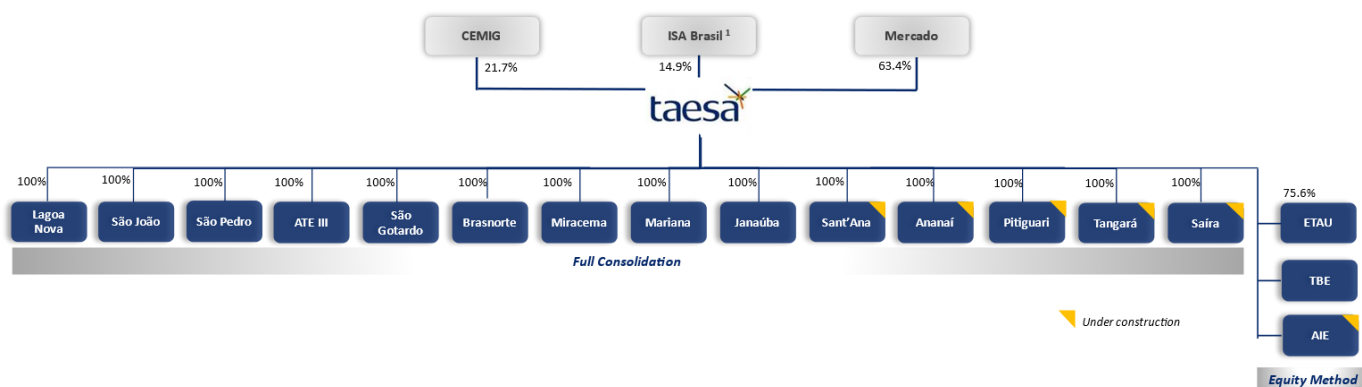 CEMIG
ISA Brasil 1
Mercado
21.7%
14.9%
63.4%
taesa
100%
100%
100%
100%
100%
100%
100%
100%
100%
100%
100%
100%
100%
100%
75.6%
Lagoa
Nova
São João
São Pedro
ATE III
São
Gotardo
Brasnorte
Miracema
Mariana
Janaúba
Sant'Ana
Ananaí
Pitiguari
Tangará
Saíra
ETAU
Full Consolidation
TBE
Under construction
AIE
Equity Method